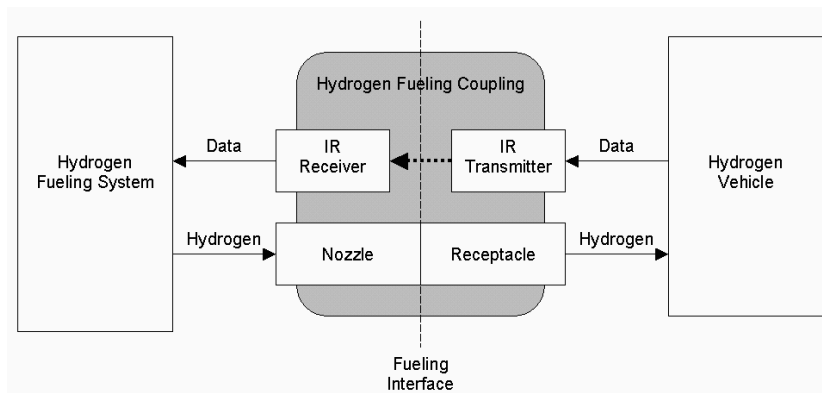 Hydrogen Fueling Coupling
Data
IR
Receiver
IR
Transmitter
Data
Hydrogen
Fueling System
Hydrogen
Vehicle
Hydrogen
Nozzle
Receptacle
Hydrogen
Fueling
Interface